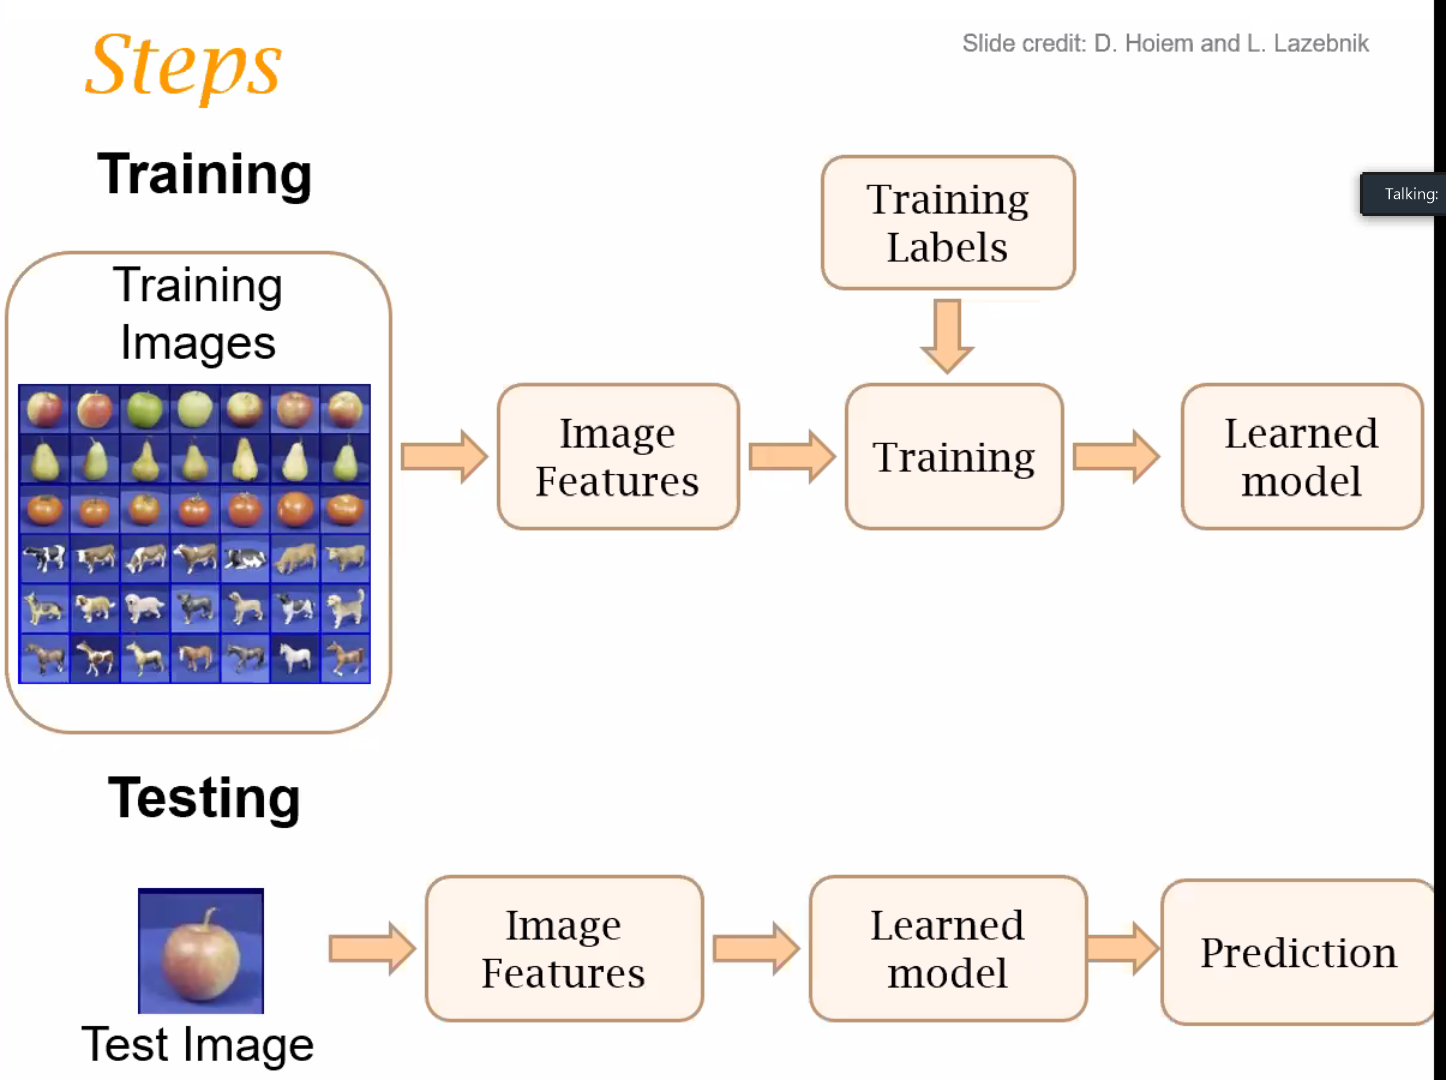 Steps
Slide credit: D. Hoiem and L. Lazebnik
Training
Talking:
Training
Labels
Training
Images
Image
Features
Training
Learned
model
Testing
Image
Features
Learned
model
Prediction
Test Image